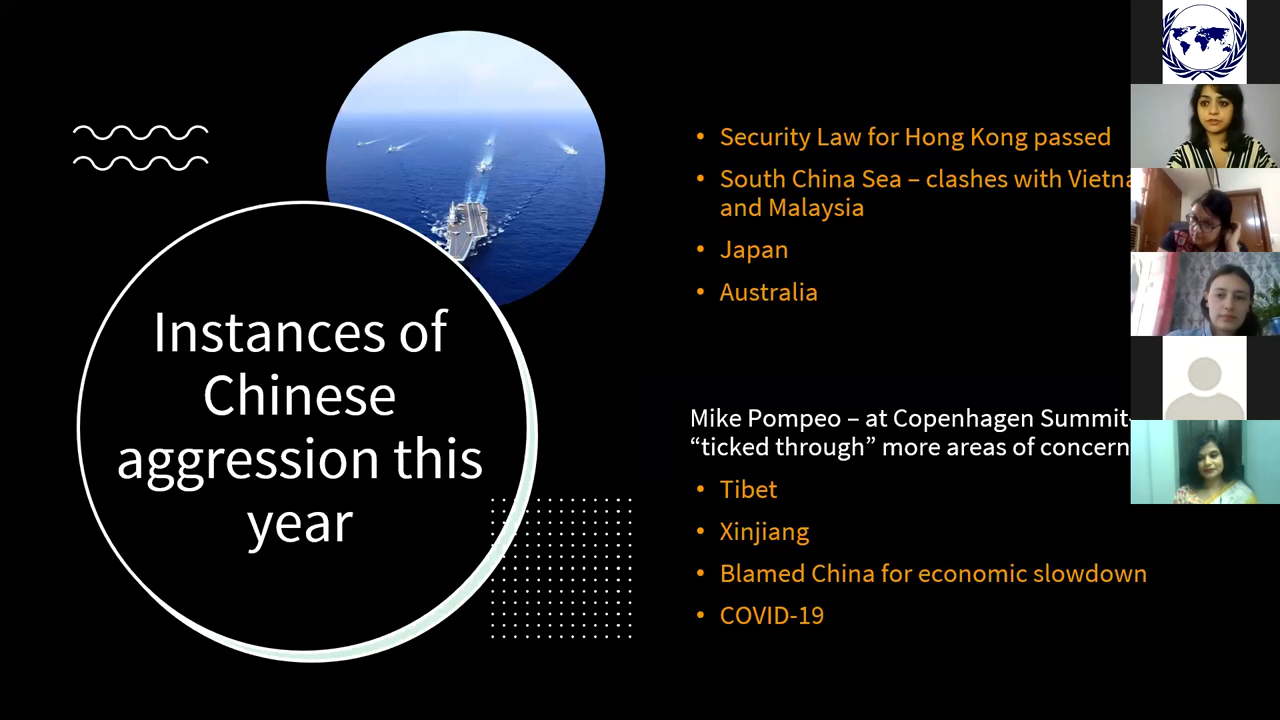 Instances of
Chinese
aggression this
year
• Security Law for Hong Kong passed
• South China Sea – clashes with
and Malaysia
• Japan
• Australia
Mike Pompeo – at Copenhagen Summit-
“ticked through” more areas of concern
• Tibet
• Xinjiang
• Blamed China for economic slowdown
• COVID-19